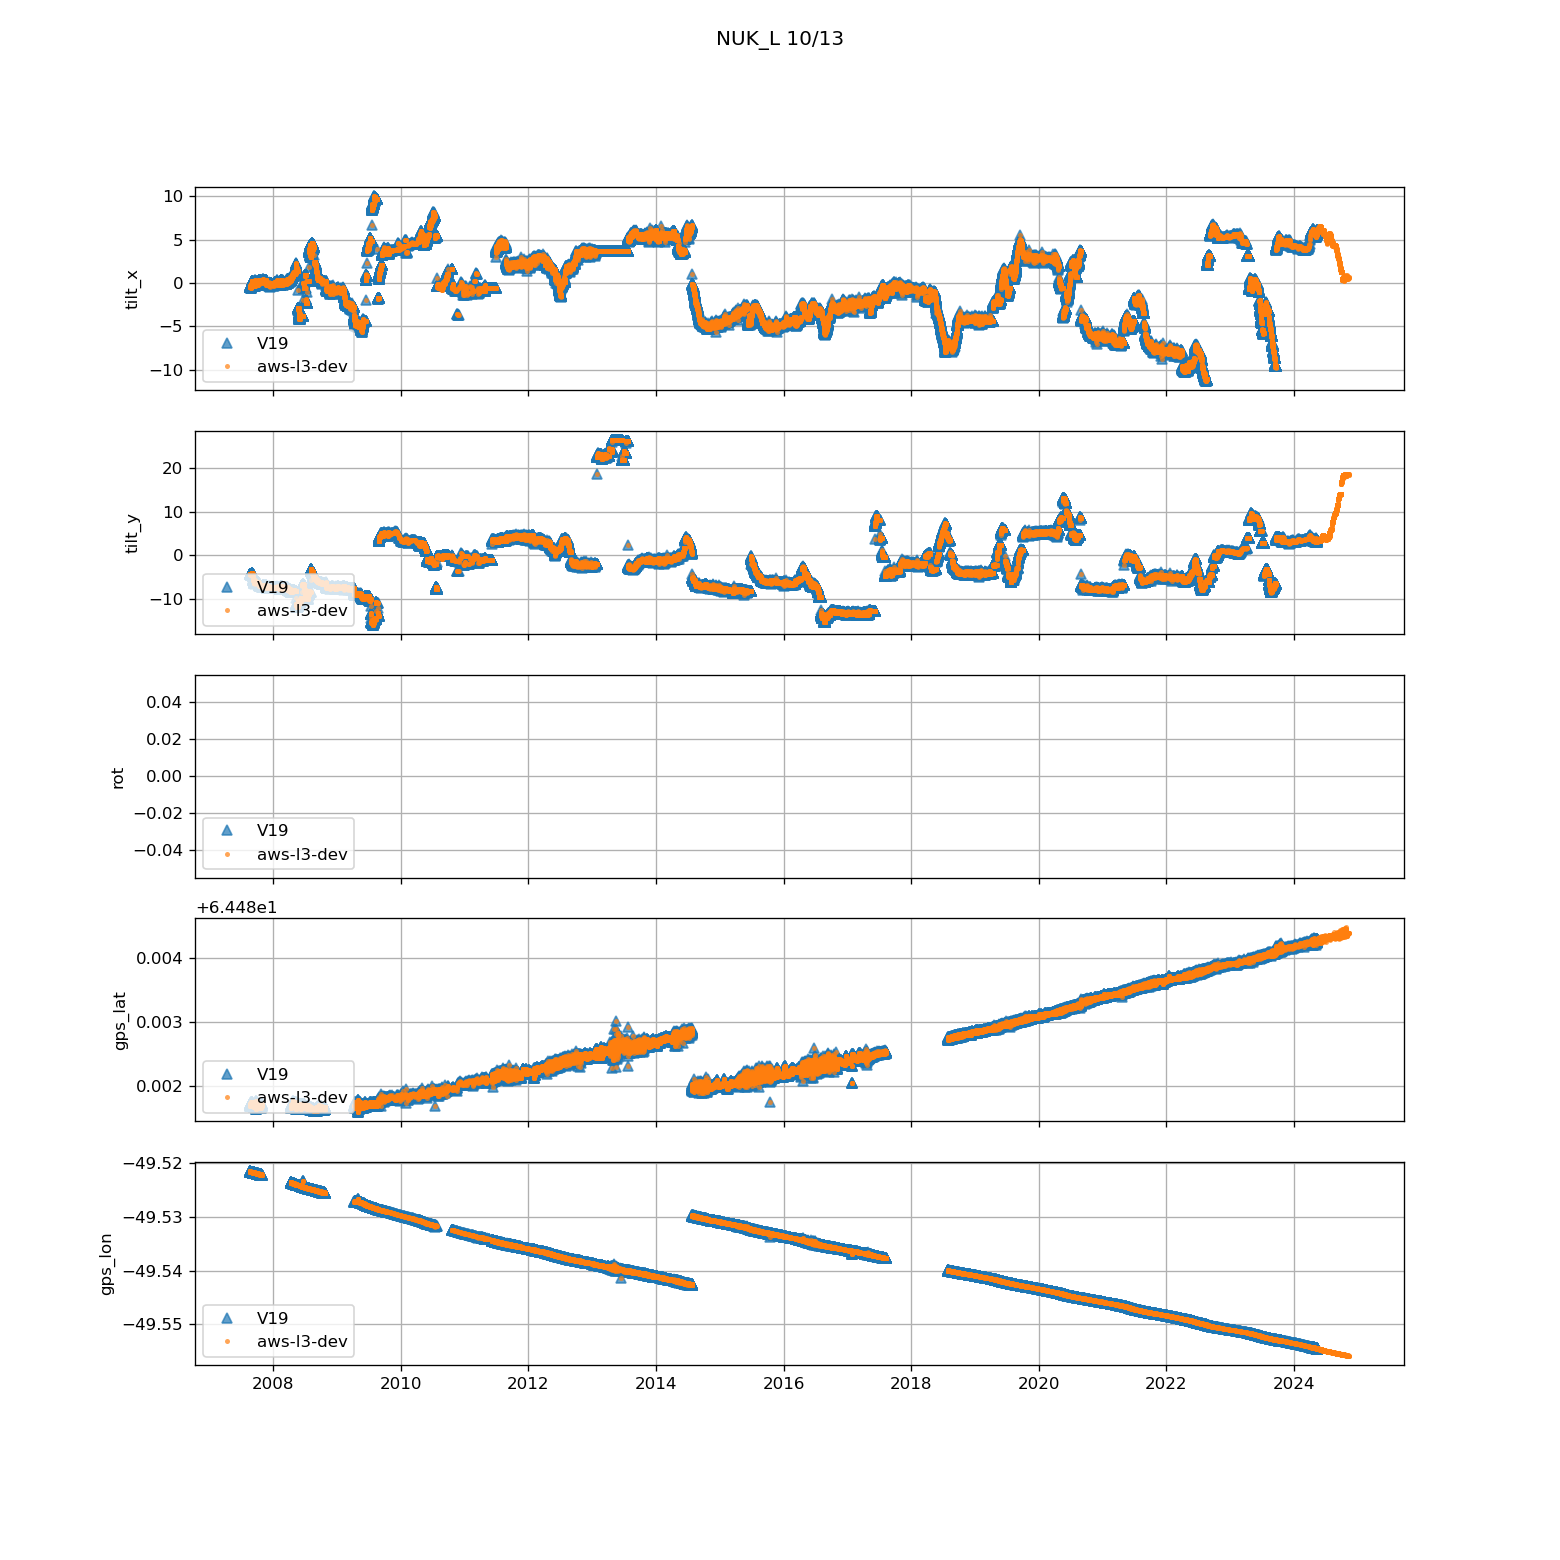 NUK_L 10/13
10
5
0
−5
−10
tilt_x
V19
aws-l3-dev
20
10
0
−10
tilt_y
V19
aws-l3-dev
0.04
0.02
0.00
−0.02
−0.04
rot
V19
aws-l3-dev
+6.448e1
0.004
0.003
0.002
gps_lat
V19
aws-l3-dev
−49.52
−49.53
−49.54
−49.55
gps_lon
V19
aws-l3-dev
2008 2010 2012 2014 2016 2018 2020 2022 2024